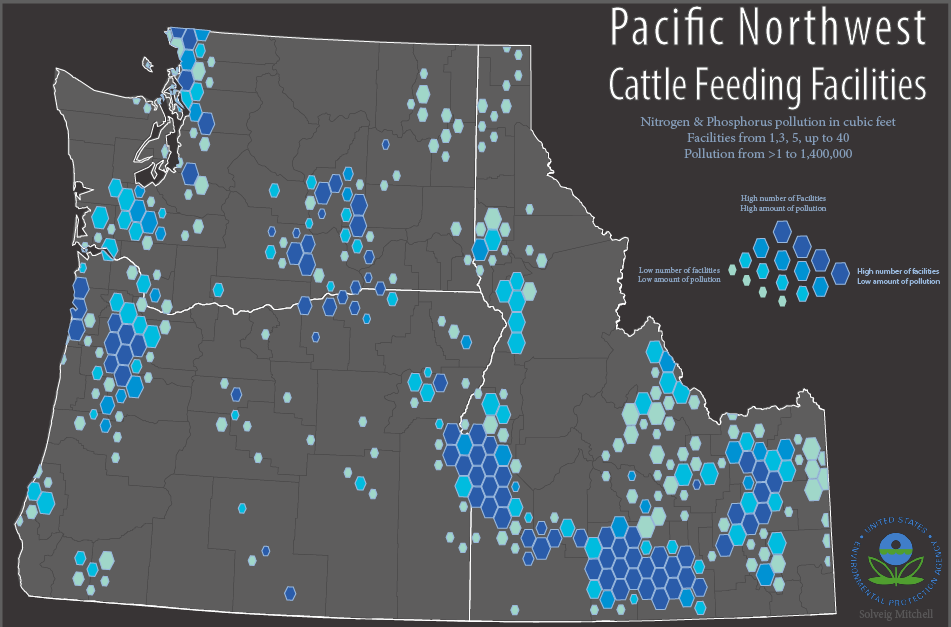 Pacific Northwest
Cattle Feeding Facilities
Nitrogen & Phosphorus pollution in cubic feet
Facilities from 1,3, 5, up to 40
Pollution from >1 to 1,400,000
High number of Facilities
High amount of pollution
Low number of facilities
Low amount of pollution
High number of facilities
Low amount of pollution
UNITED STATES
ENVIRONMENTAL PROTECTION AGENCY
Solveig Mitchell